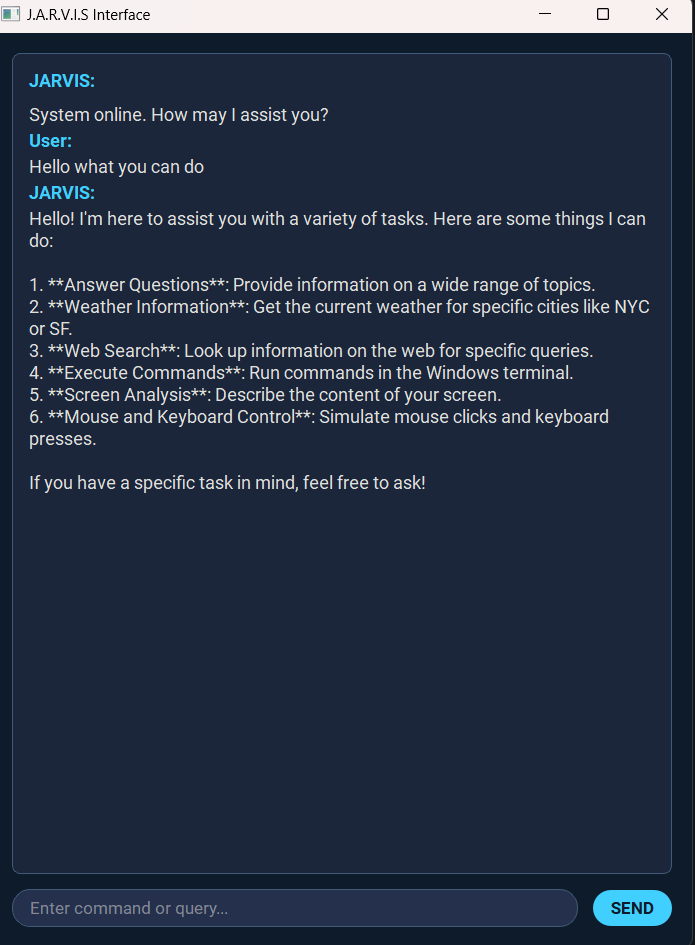 J.A.R.V.I.S Interface
JARVIS:
System online. How may I assist you?
User:
Hello what you can do
JARVIS:
Hello! I'm here to assist you with a variety of tasks. Here are some things I can
do:
1. **Answer Questions**: Provide information on a wide range of topics.
2. **Weather Information**: Get the current weather for specific cities like NYC
or SF.
3. **Web Search**: Look up information on the web for specific queries.
4. **Execute Commands**: Run commands in the Windows terminal.
5. **Screen Analysis**: Describe the content of your screen.
6. **Mouse and Keyboard Control**: Simulate mouse clicks and keyboard
presses.
If you have a specific task in mind, feel free to ask!
Enter command or query...
SEND